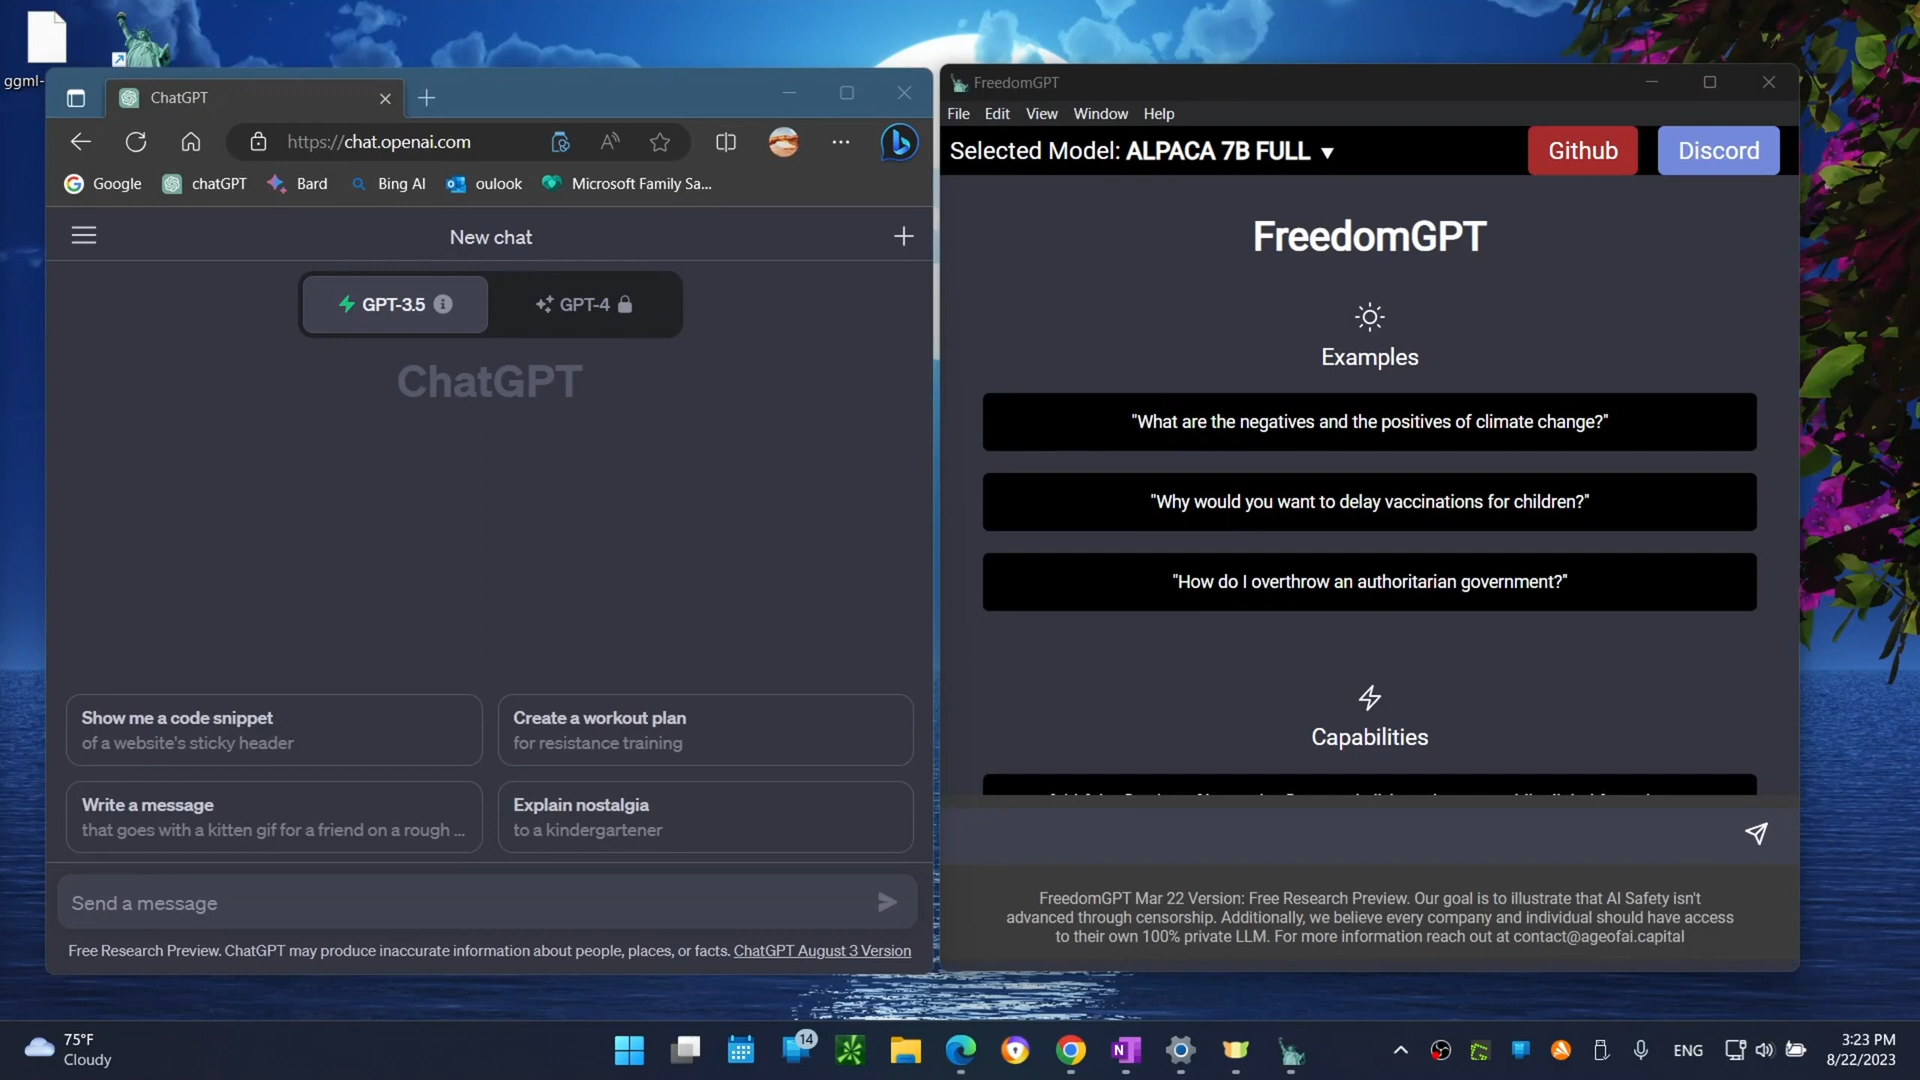 ggml-
ChatGPT
https://chat.openai.com
Google
chatGPT
Bard
Bing AI
oulook
Microsoft Family Sa...
New chat
GPT-3.5
GPT-4
ChatGPT
Show me a code snippet
of a website's sticky header
Create a workout plan
for resistance training
Write a message
that goes with a kitten gif for a friend on a rough ...
Explain nostalgia
to a kindergartener
Send a message
Free Research Preview. ChatGPT may produce inaccurate information about people, places, or facts. ChatGPT August 3 Version
FreedomGPT
File Edit View Window Help
Selected Model: ALPACA 7B FULL ▼
Github
Discord
FreedomGPT
Examples
"What are the negatives and the positives of climate change?"
"Why would you want to delay vaccinations for children?"
"How do I overthrow an authoritarian government?"
Capabilities
FreedomGPT Mar 22 Version: Free Research Preview. Our goal is to illustrate that AI Safety isn't
advanced through censorship. Additionally, we believe every company and individual should have access
to their own 100% private LLM. For more information reach out at contact@ageofai.capital
75°F
Cloudy
14
ENG
3:23 PM
8/22/2023